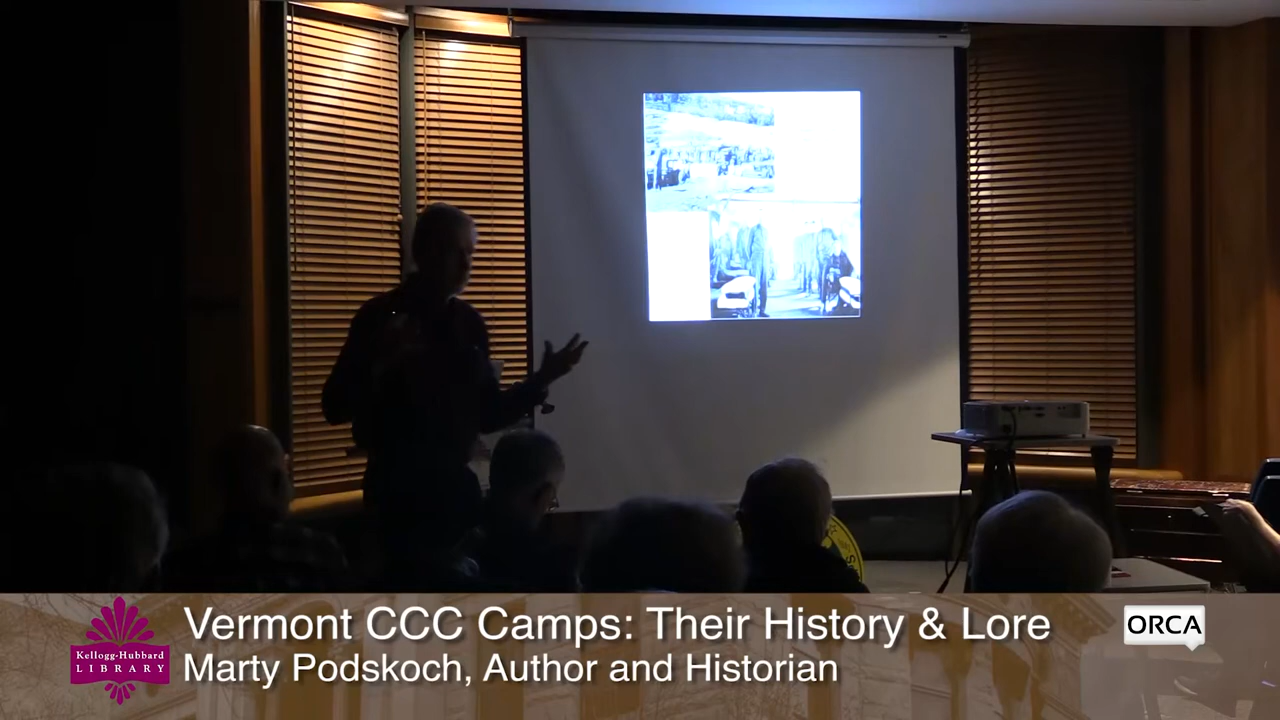 Vermont CCC Camps: Their History & Lore
Marty Podskoch, Author and Historian
Kellogg-Hubbard
LIBRARY
ORCA